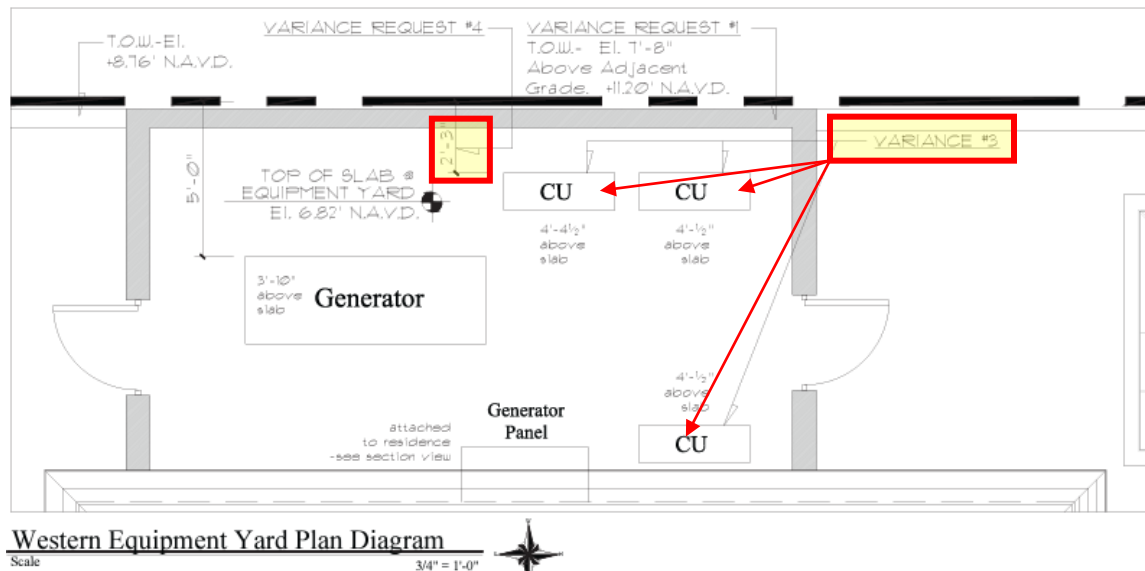 T.O.W.-El.
+8.76' N.A.V.D.
VARIANCE REQUEST #4
VARIANCE REQUEST #1
T.O.W.- El. 7'-8"
Above Adjacent
Grade. +11.20' N.A.V.D.
2'-3"
VARIANCE #3
5'-0"
TOP OF SLAB @
EQUIPMENT YARD
El. 6.82' N.A.V.D.
CU
CU
4'-4½"
above
slab
4'-½"
above
slab
3'-10"
above
slab
Generator
4'-½"
above
slab
Generator
Panel
attached
to residence
-see section view
CU
Western Equipment Yard Plan Diagram
Scale
3/4" = 1'-0"